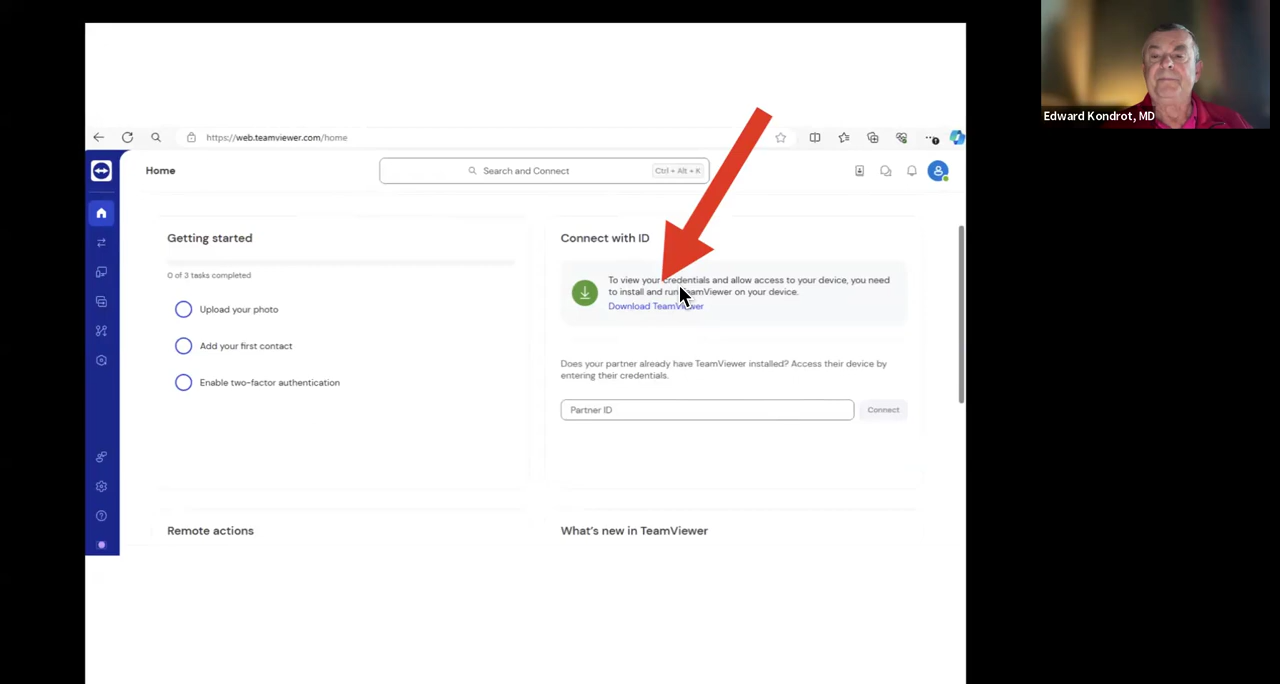 Edward Kondrot, MD
https://web.teamviewer.com/home
Home
Search and Connect
Ctrl + Alt + K
Getting started
0 of 3 tasks completed
Upload your photo
Add your first contact
Enable two-factor authentication
Connect with ID
To view your credentials and allow access to your device, you need
to install and run TeamViewer on your device.
Download TeamViewer
Does your partner already have TeamViewer installed? Access their device by
entering their credentials.
Partner ID
Connect
Remote actions
What's new in TeamViewer